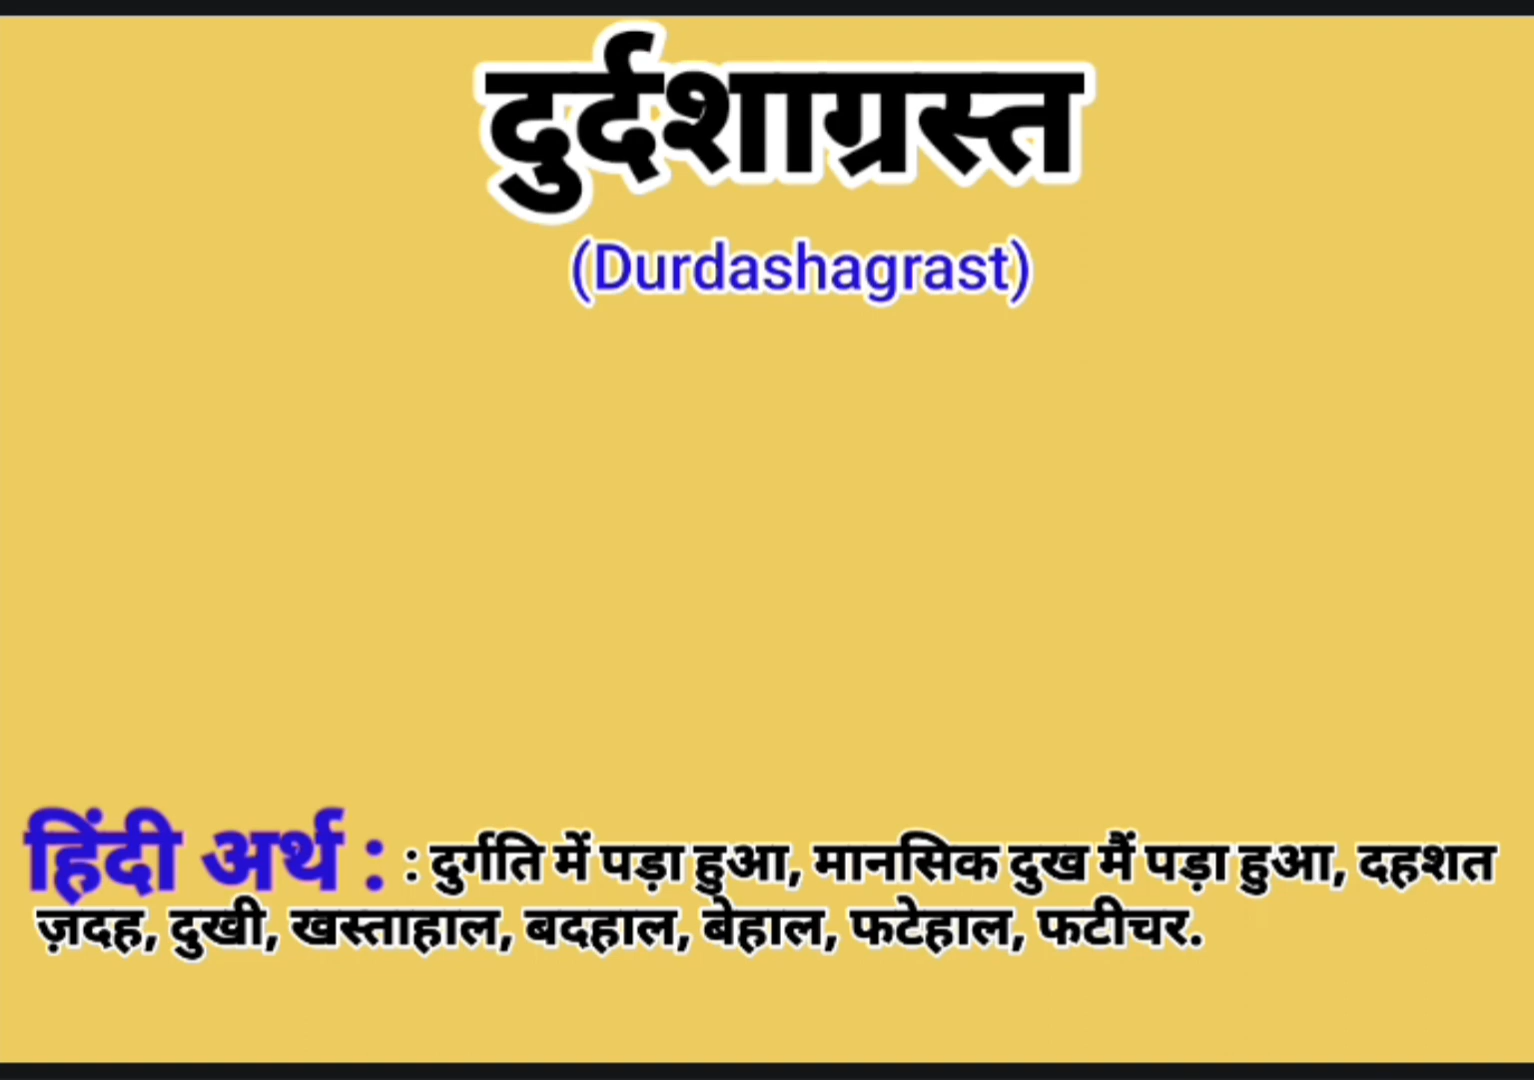 दुर्दशाग्रस्त
(Durdashagrast)
हिंदी अर्थ : : दुर्गति में पड़ा हुआ, मानसिक दुख मैं पड़ा हुआ, दहशत
ज़दह, दुखी, खस्ताहाल, बदहाल, बेहाल, फटेहाल, फटीचर.